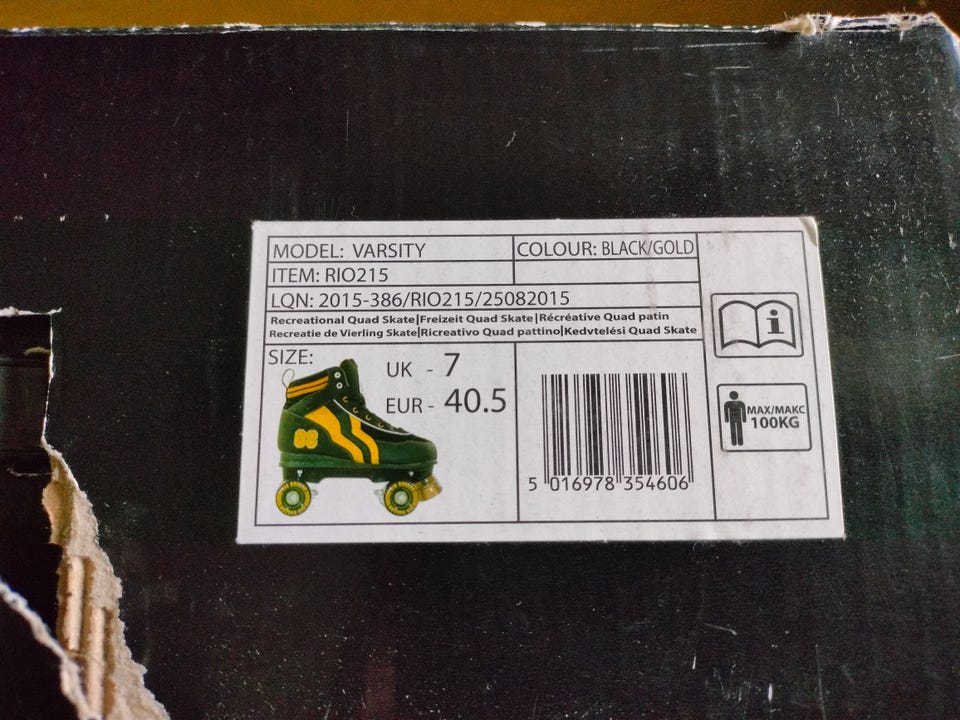 MODEL: VARSITY
COLOUR: BLACK/GOLD
ITEM: RIO215
LQN: 2015-386/RIO215/25082015
Recreational Quad Skate|Freizeit Quad Skate|Récréative Quad patin
Recreatie de Vierling Skate|Ricreativo Quad pattino|Kedvtelési Quad Skate
SIZE:
UK - 7
EUR - 40.5
5 016978 354606
i
MAX/МАКС
100KG